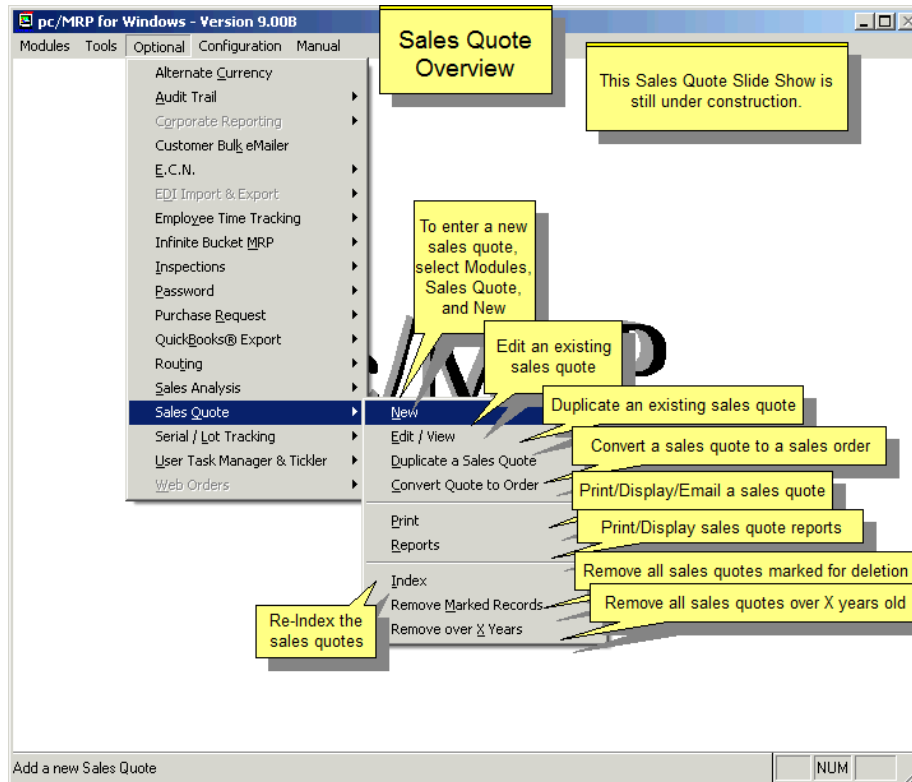 pc/MRP for Windows - Version 9.00B
Modules Tools Optional Configuration Manual
Sales Quote
Overview
This Sales Quote Slide Show is
still under construction.
Alternate Currency
Audit Trail
Corporate Reporting
Customer Bulk eMailer
E.C.N.
EDI Import & Export
Employee Time Tracking
Infinite Bucket MRP
Inspections
Password
Purchase Request
QuickBooks® Export
Routing
Sales Analysis
Sales Quote
Serial / Lot Tracking
User Task Manager & Tickler
Web Orders
To enter a new
sales quote,
select Modules,
Sales Quote,
and New
Edit an existing
sales quote
Duplicate an existing sales quote
Convert a sales quote to a sales order
Print/Display/Email a sales quote
Print/Display sales quote reports
Remove all sales quotes marked for deletion
Remove all sales quotes over X years old
New
Edit / View
Duplicate a Sales Quote
Convert Quote to Order
Print
Reports
Index
Remove Marked Records
Remove over X Years
Re-Index the
sales quotes
Add a new Sales Quote
NUM